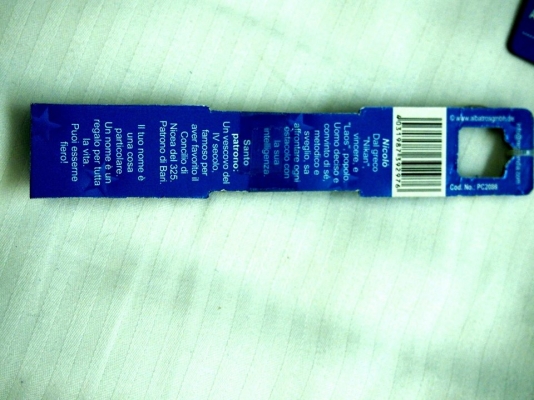 © www.albatrosgmbh.de
Cod. No.: PC2006
Nicolò
Dal greco
"Nikan",
vincere, e
"Laos", popolo.
Uomo deciso e
convinto di sé,
metodico e
sveglio, sa
affrontare ogni
ostacolo con
la sua
intelligenza.
Santo
patrono:
Un vescovo del
IV secolo,
famoso per
aver favorito il
Concilio di
Nicea del 325.
Patrono di Bari.
Il tuo nome è
una cosa
particolare.
Un nome è un
regalo per tutta
la vita.
Puoi esserne
fiero!